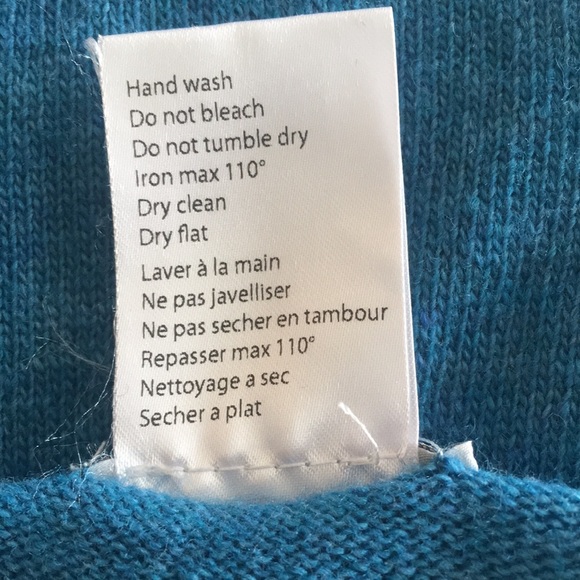 Hand wash
Do not bleach
Do not tumble dry
Iron max 110°
Dry clean
Dry flat
Laver à la main
Ne pas javelliser
Ne pas secher en tambour
Repasser max 110°
Nettoyage a sec
Secher a plat